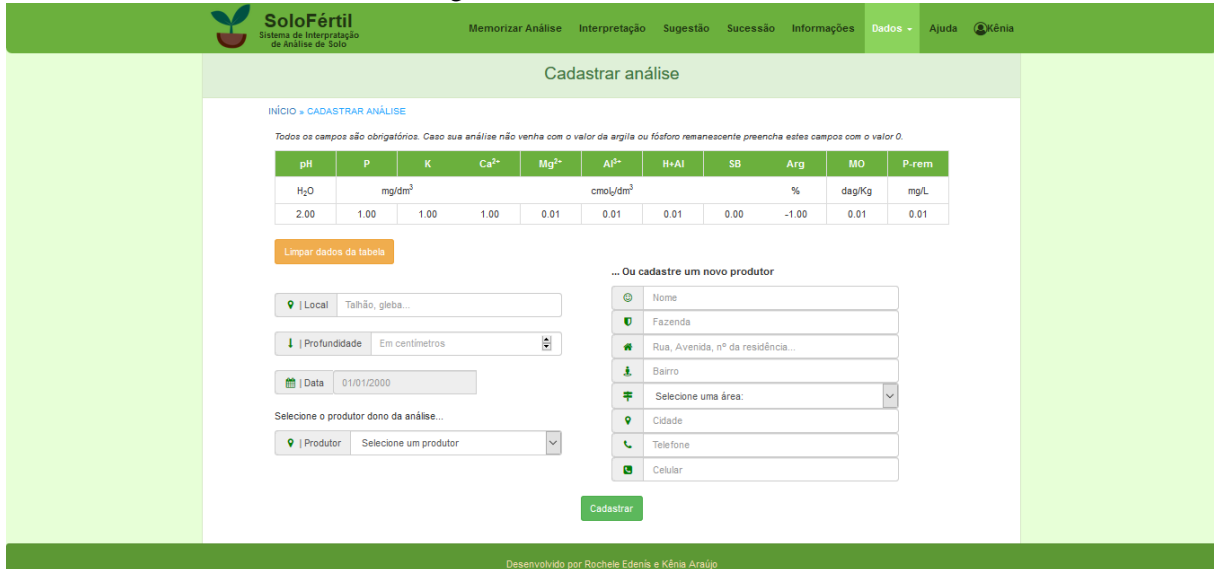 SoloFértil
Sistema de Interpretação
de Análise de Solo
Memorizar Análise Interpretação Sugestão Sucessão Informações Dados Ajuda Kênia
Cadastrar análise
INÍCIO » CADASTRAR ANÁLISE
Todos os campos são obrigatórios. Caso sua análise não venha com o valor da argila ou fósforo remanescente preencha estes campos com o valor 0.
pH P K Ca²⁺ Mg²⁺ Al³⁺ H+Al SB Arg MO P-rem
H₂O mg/dm³ cmolc/dm³ % dag/Kg mg/L
2.00 1.00 1.00 1.00 0.01 0.01 0.01 0.00 -1.00 0.01 0.01
Limpar dados da tabela
| Local Talhão, gleba...
| Profundidade Em centímetros
| Data 01/01/2000
Selecione o produtor dono da análise...
| Produtor Selecione um produtor
... Ou cadastre um novo produtor
Nome
Fazenda
Rua, Avenida, nº da residência...
Bairro
Selecione uma área:
Cidade
Telefone
Celular
Cadastrar
Desenvolvido por Rochele Edenis e Kênia Araújo